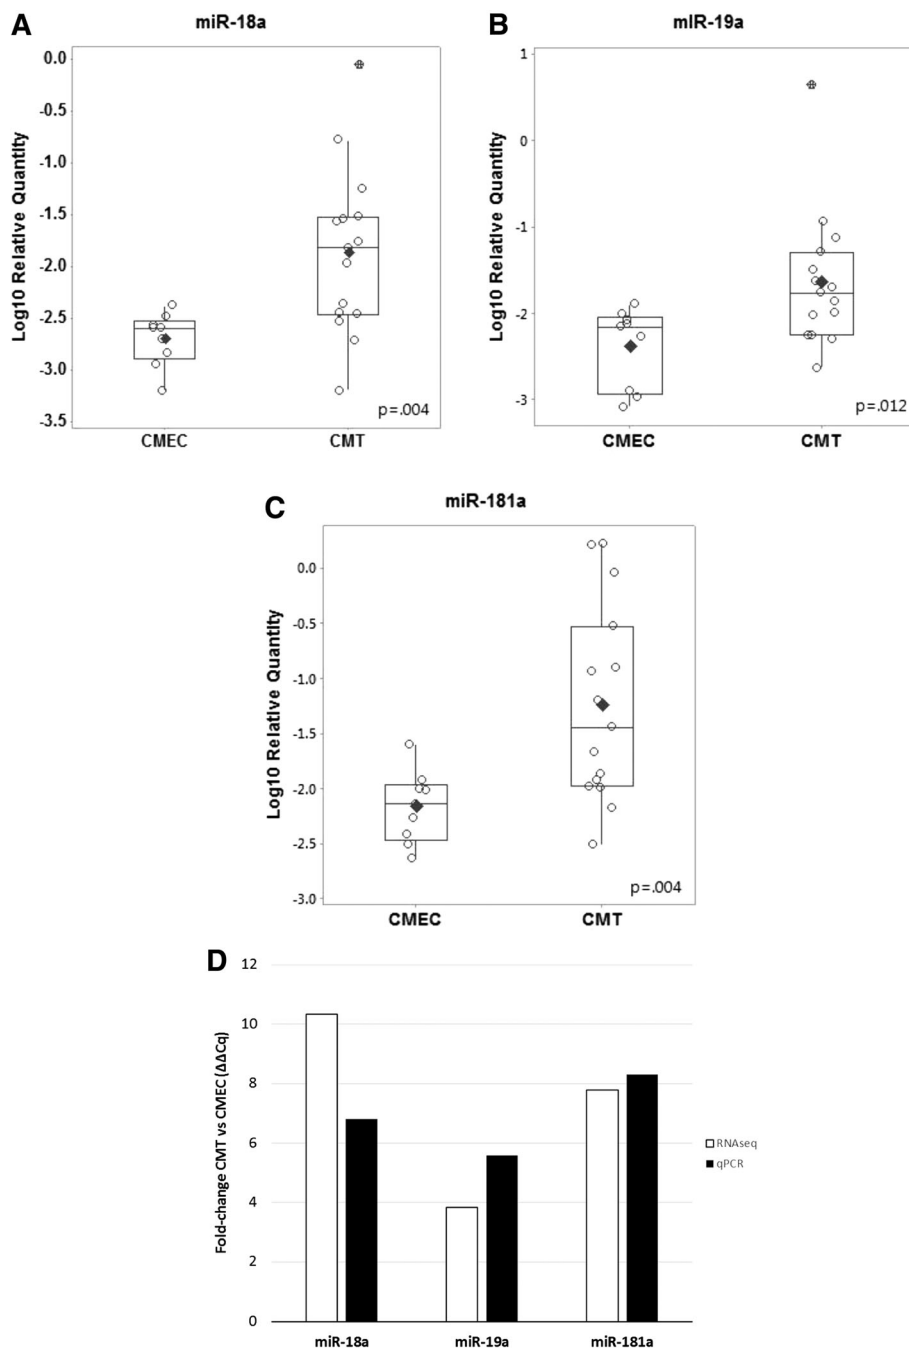 A
miR-18a
Log10 Relative Quantity
0.0
-0.5
-1.0
-1.5
-2.0
-2.5
-3.0
-3.5
p=.004
CMEC
CMT
B
mIR-19a
Log10 Relative Quantity
1
0
-1
-2
-3
p=.012
CMEC
CMT
C
miR-181a
Log10 Relative Quantity
0.0
-0.5
-1.0
-1.5
-2.0
-2.5
-3.0
p=.004
CMEC
CMT
D
Fold-change CMT vs CMEC (ΔΔCq)
12
10
8
6
4
2
0
miR-18a
miR-19a
miR-181a
RNAseq
qPCR